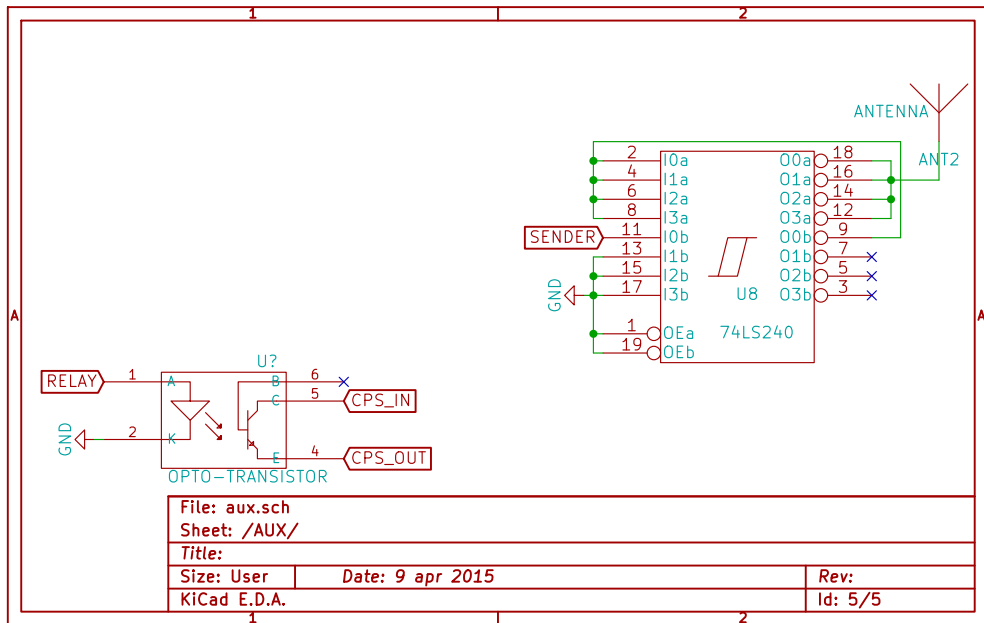 1 2
ANTENNA
ANT2
2 I0a O0a 18
4 I1a O1a 16
6 I2a O2a 14
8 I3a O3a 12
SENDER 11 I0b O0b 9
13 I1b O1b 7
15 I2b O2b 5
GND 17 I3b U8 O3b 3
A A
1 OEa 74LS240
19 OEb
U?
RELAY 1 A B 6
C 5 CPS_IN
GND 2 K
E 4 CPS_OUT
OPTO-TRANSISTOR
File: aux.sch
Sheet: /AUX/
Title:
Size: User Date: 9 apr 2015 Rev:
KiCad E.D.A. Id: 5/5
1 2